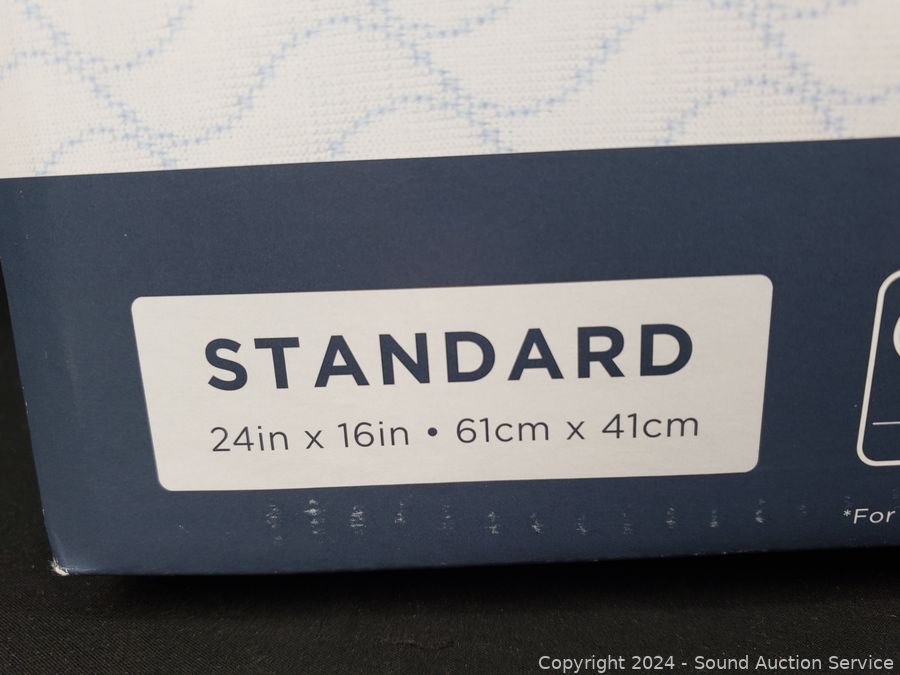 STANDARD
24in x 16in • 61cm x 41cm
*For
Copyright 2024 - Sound Auction Service